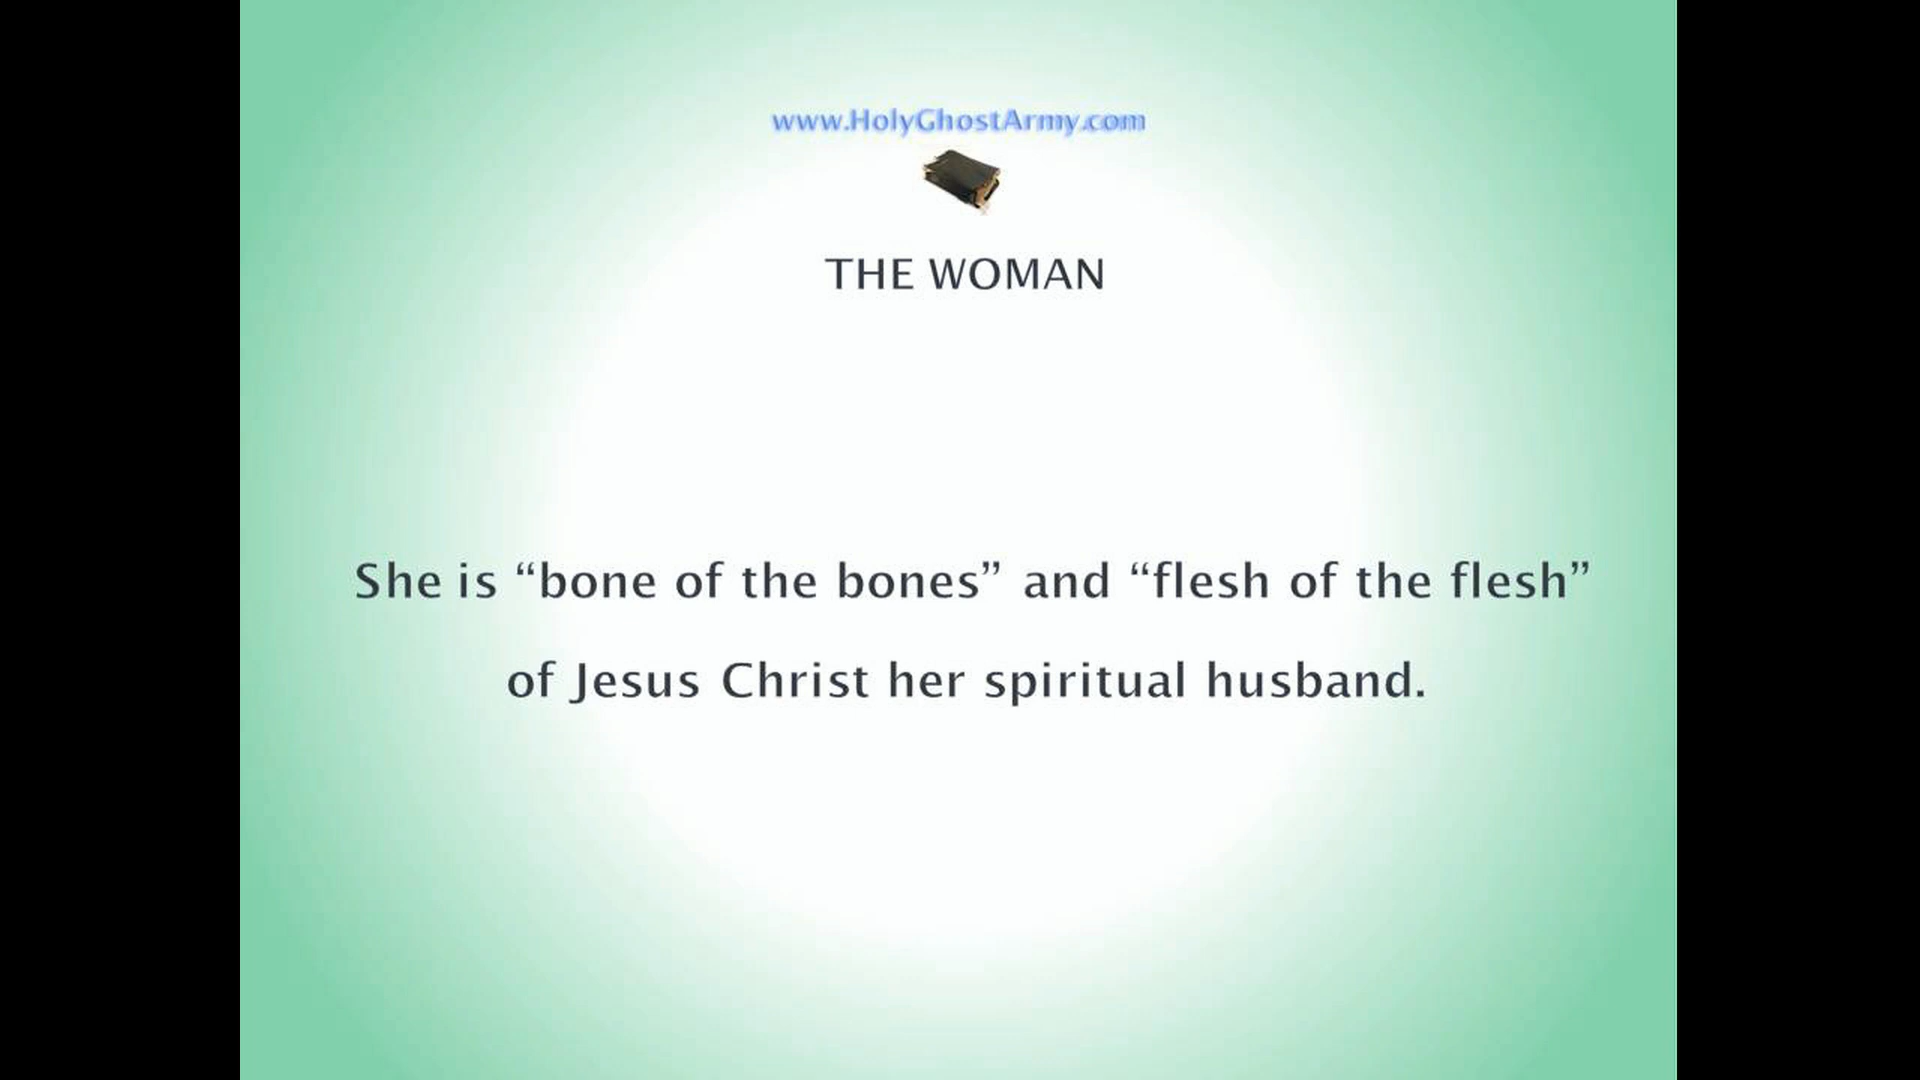 www.HolyGhostArmy.com
THE WOMAN
She is “bone of the bones” and “flesh of the flesh”
of Jesus Christ her spiritual husband.